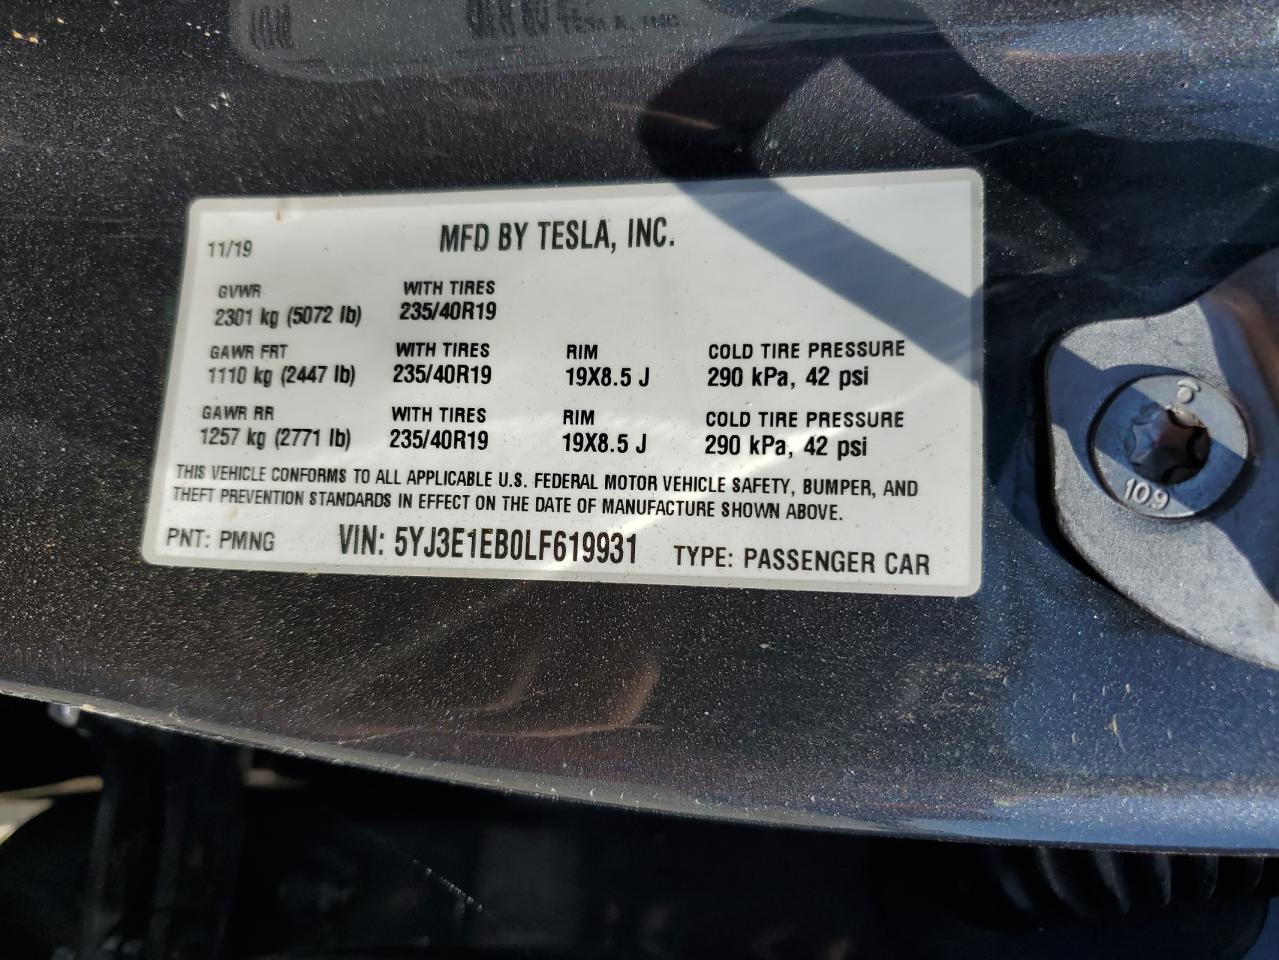 TESLA, INC
MFD BY TESLA, INC.
11/19
GVWR WITH TIRES
2301 kg (5072 lb) 235/40R19
GAWR FRT WITH TIRES RIM COLD TIRE PRESSURE
1110 kg (2447 lb) 235/40R19 19X8.5 J 290 kPa, 42 psi
GAWR RR WITH TIRES RIM COLD TIRE PRESSURE
1257 kg (2771 lb) 235/40R19 19X8.5 J 290 kPa, 42 psi
THIS VEHICLE CONFORMS TO ALL APPLICABLE U.S. FEDERAL MOTOR VEHICLE SAFETY, BUMPER, AND
THEFT PREVENTION STANDARDS IN EFFECT ON THE DATE OF MANUFACTURE SHOWN ABOVE.
PNT: PMNG VIN: 5YJ3E1EB0LF619931 TYPE: PASSENGER CAR
109